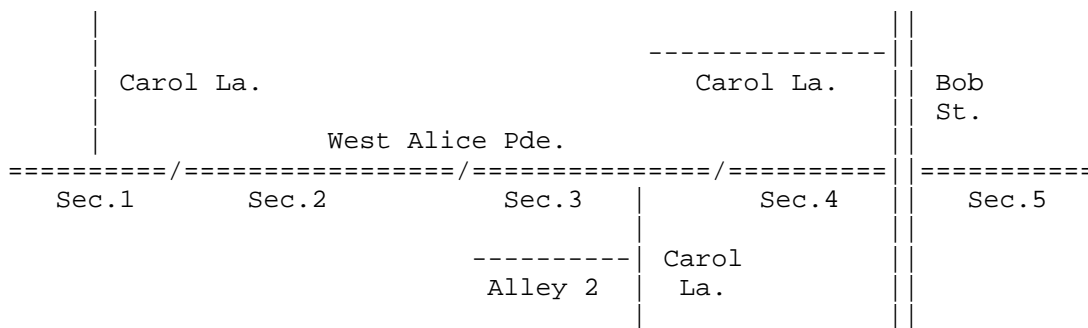 Carol La.
Carol La.
Bob
St.
West Alice Pde.
Sec.1 Sec.2 Sec.3 Sec.4 Sec.5
Alley 2
Carol
La.